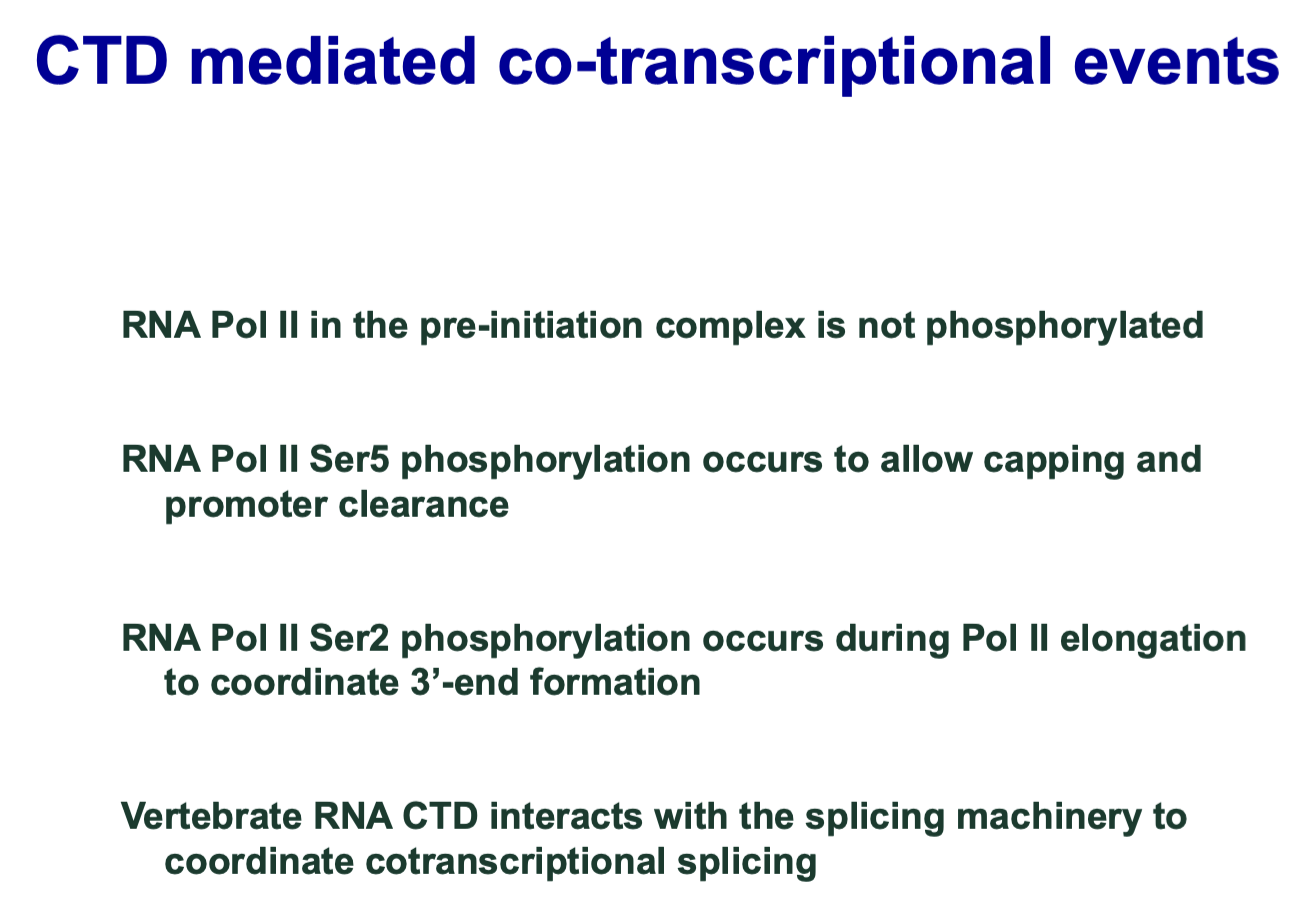 CTD mediated co-transcriptional events
RNA Pol II in the pre-initiation complex is not phosphorylated
RNA Pol II Ser5 phosphorylation occurs to allow capping and
promoter clearance
RNA Pol II Ser2 phosphorylation occurs during Pol II elongation
to coordinate 3’-end formation
Vertebrate RNA CTD interacts with the splicing machinery to
coordinate cotranscriptional splicing